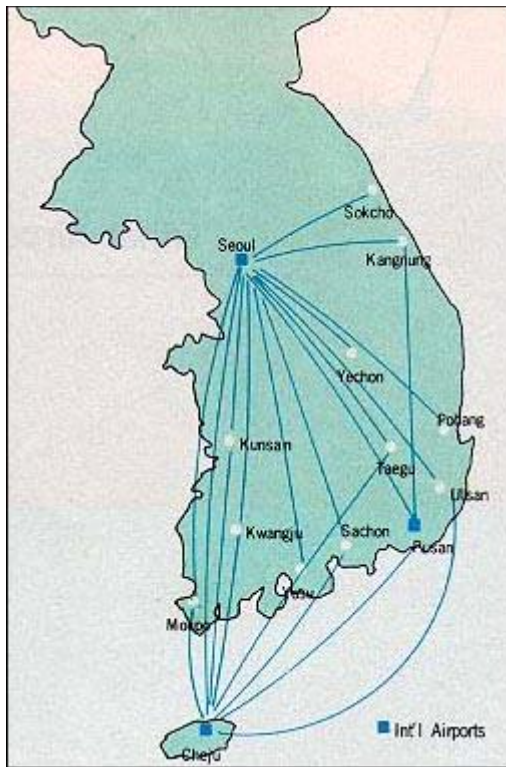 Sokcho
Seoul
Kangnung
Yechon
Pohang
Kunsan
Taegu
Ulsan
Kwangju
Sachon
Pusan
Yosu
Mokpo
Cheju
Int'l Airports